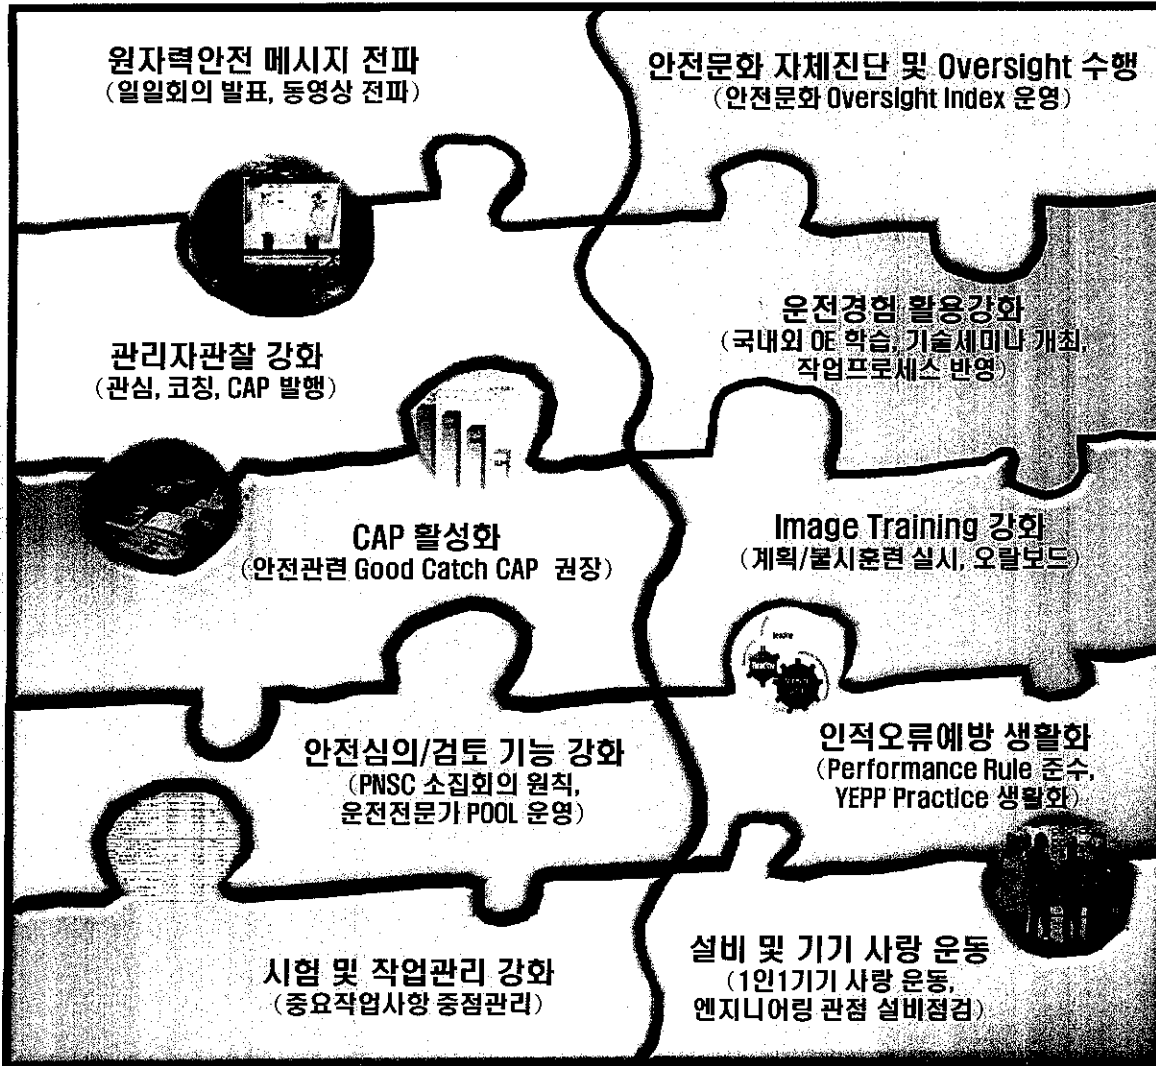 원자력안전 메시지 전파
(일일회의 발표, 동영상 전파)
안전문화 자체진단 및 Oversight 수행
(안전문화 Oversight Index 운영)
관리자관찰 강화
(관심, 코칭, CAP 발행)
운전경험 활용강화
(국내외 OE 학습, 기술세미나 개최,
작업프로세스 반영)
CAP 활성화
(안전관련 Good Catch CAP 권장)
Image Training 강화
(계획/불시훈련 실시, 오랄보드)
안전심의/검토 기능 강화
(PNSC 소집회의 원칙,
운전전문가 POOL 운영)
인적오류예방 생활화
(Performance Rule 준수,
YEPP Practice 생활화)
시험 및 작업관리 강화
(중요작업사항 중점관리)
설비 및 기기 사랑 운동
(1인1기기 사랑 운동,
엔지니어링 관점 설비점검)